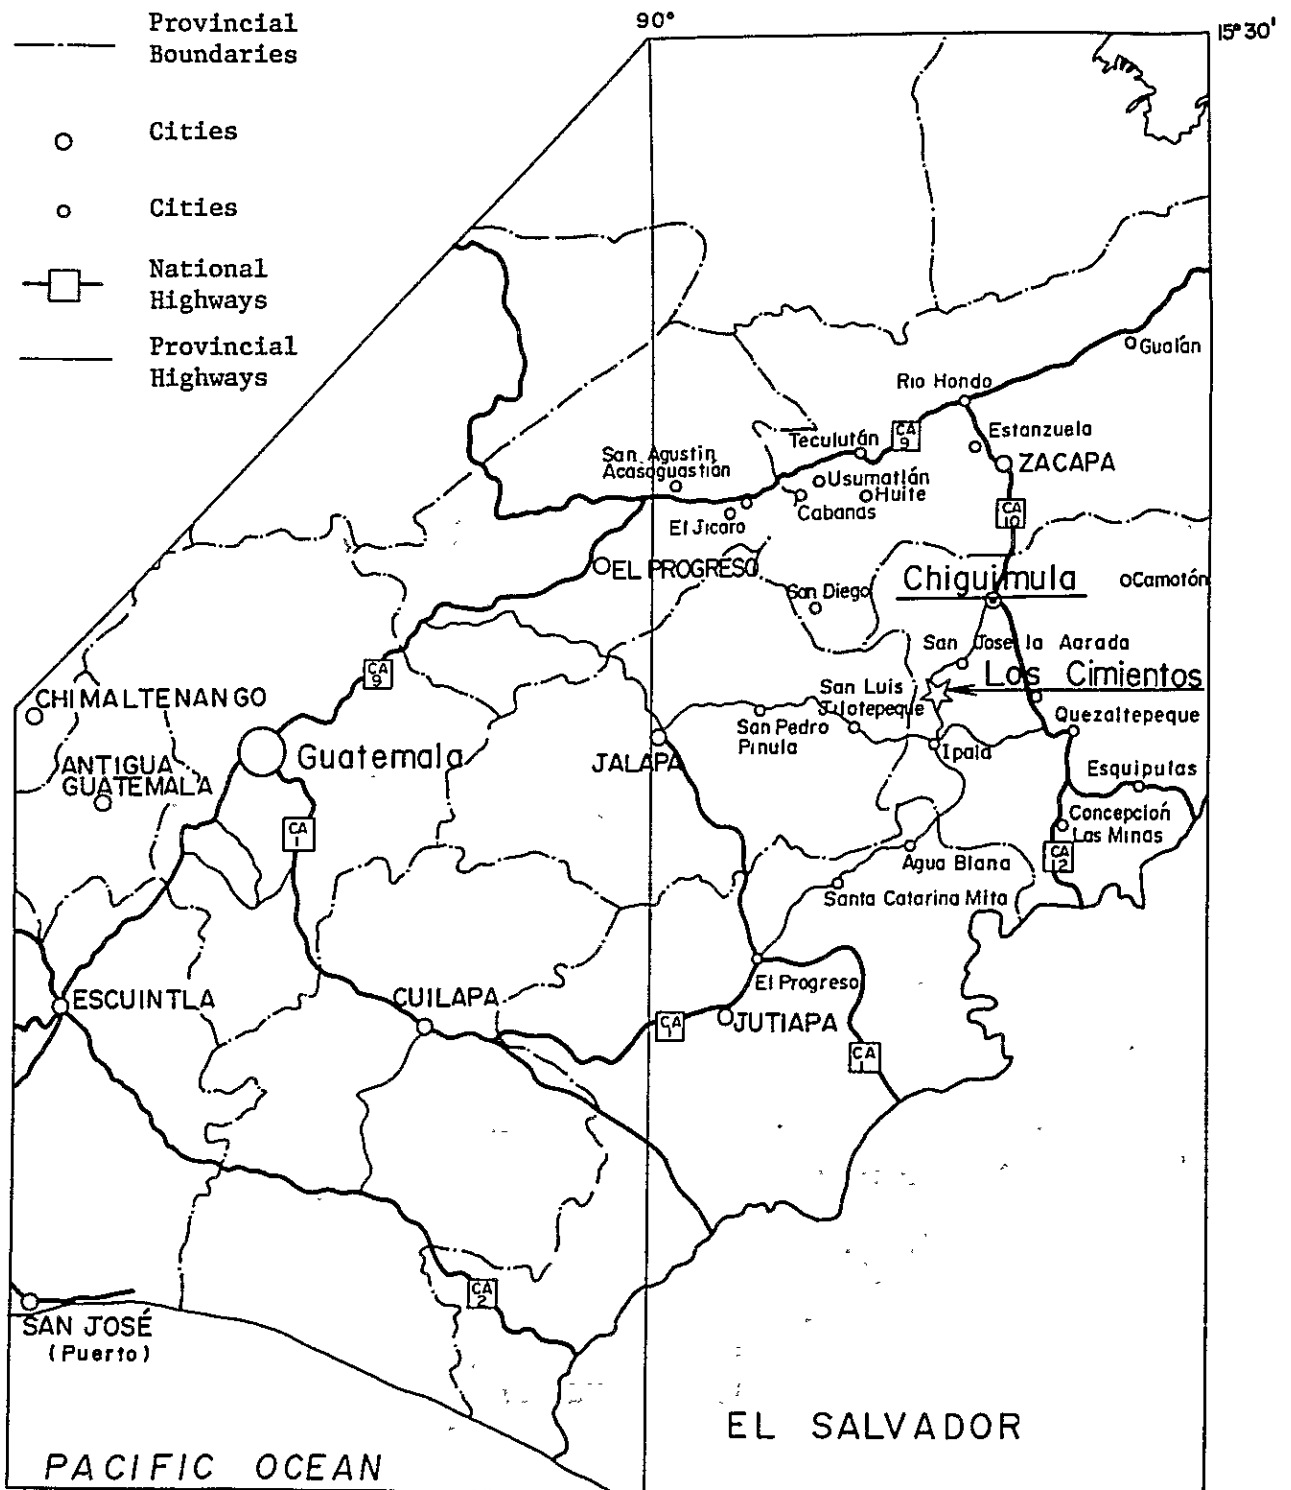 Provincial
Boundaries
Cities
Cities
National
Highways
Provincial
Highways
90°
15°30'
Gualán
Rio Hondo
CA
9
Estanzuela
Teculután
ZACAPA
San Agustin
Acasaguastián
Usumatlán
Huite
Cabanas
El Jicaro
CA
10
EL PROGRESO
Chiguimula
Camotón
San Diego
San Jose la Aarada
Los Cimientos
CA
9
CHIMALTENANGO
San Luis
Jilotepeque
San Pedro
Pinula
Quezaltepeque
Guatemala
JALAPA
Ipala
ANTIGUA
GUATEMALA
Esquipulas
Concepción
Las Minas
CA
1
CA
12
Agua Blana
Santa Catarina Mita
El Progreso
ESCUINTLA
CUILAPA
CA
1
JUTIAPA
CA
1
CA
2
SAN JOSÉ
(Puerto)
EL SALVADOR
PACIFIC OCEAN